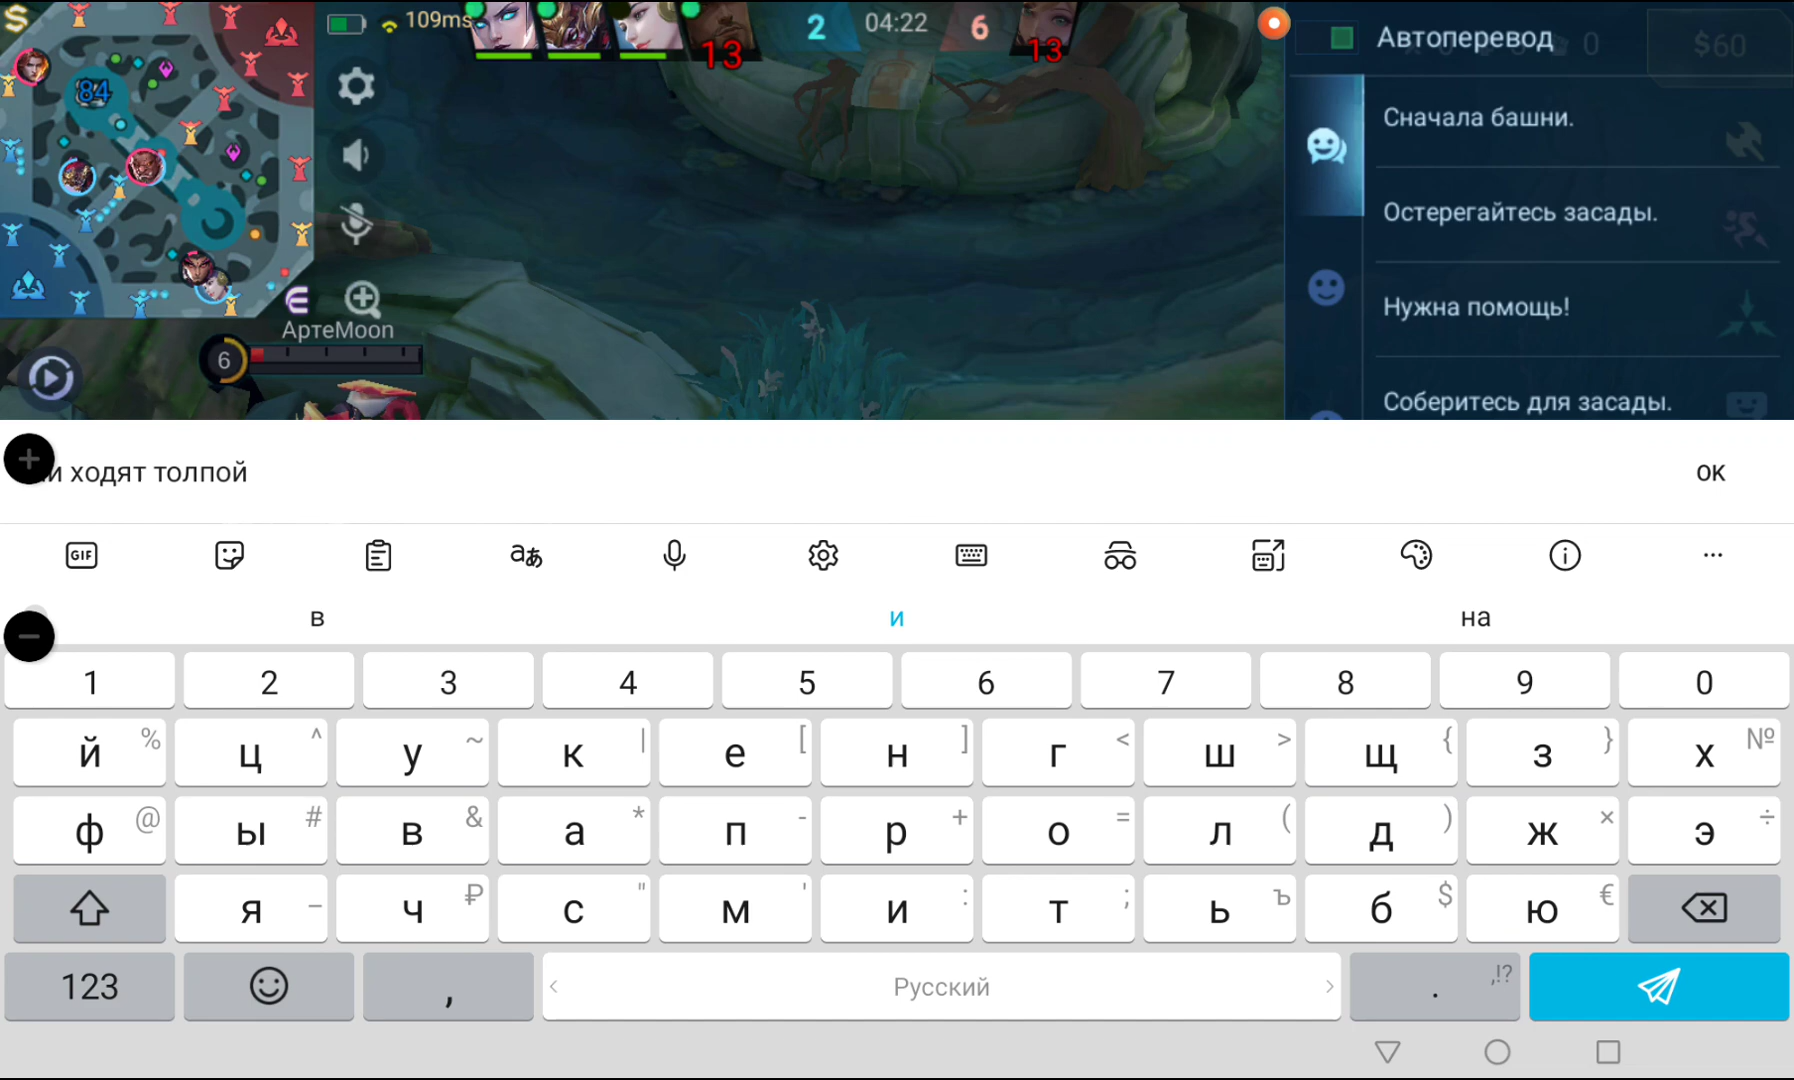 109ms
2 04:22 6
13 13
84
Автоперевод 0 $60
Сначала башни.
Остерегайтесь засады.
Нужна помощь!
Соберитесь для засады.
АртеMoon
6
и ходят толпой OK
GIF
в и на
1 2 3 4 5 6 7 8 9 0
й % ц ^ у ~ к | е [ н ] г < ш > щ { з } х №
ф @ ы # в & а * п - р + о = л ( д ) ж × э ÷
я _ ч ₽ с " м ' и : т ; ь ъ б $ ю €
123 , Русский . ,!?